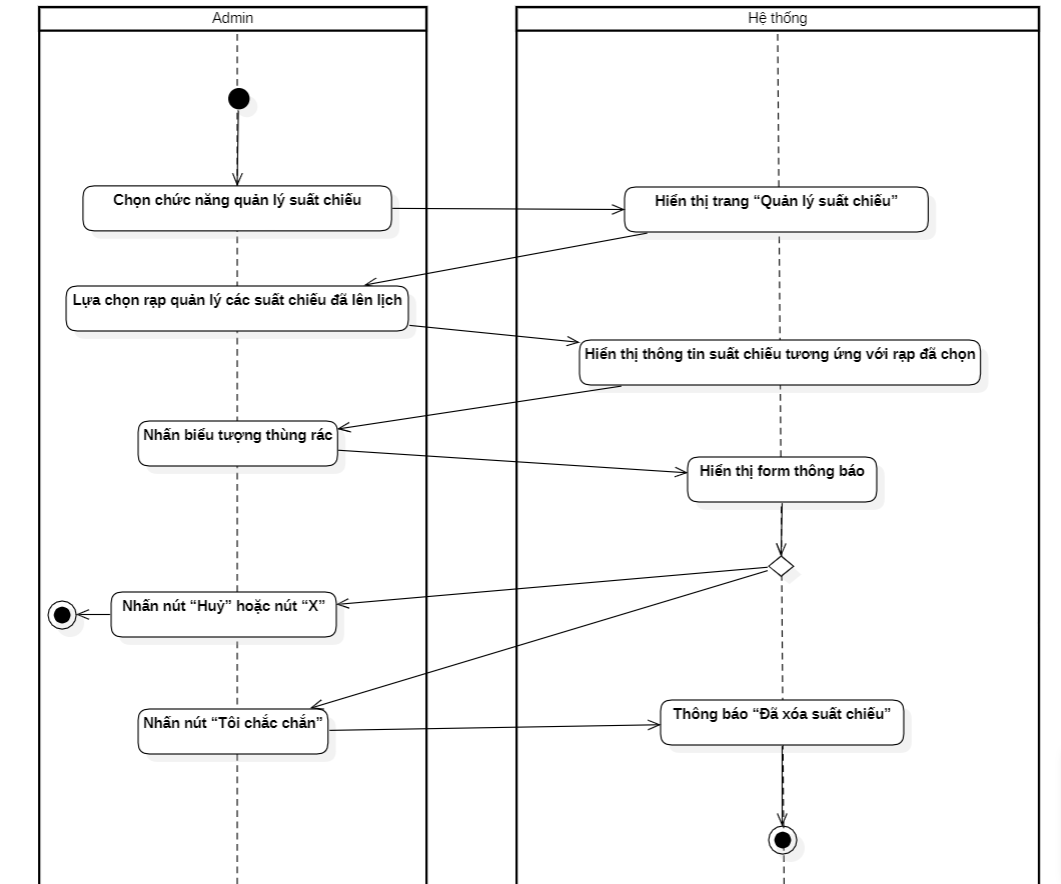 Admin
Hệ thống
Chọn chức năng quản lý suất chiếu
Hiển thị trang “Quản lý suất chiếu”
Lựa chọn rạp quản lý các suất chiếu đã lên lịch
Hiển thị thông tin suất chiếu tương ứng với rạp đã chọn
Nhấn biểu tượng thùng rác
Hiển thị form thông báo
Nhấn nút “Huỷ” hoặc nút “X”
Nhấn nút “Tôi chắc chắn”
Thông báo “Đã xóa suất chiếu”